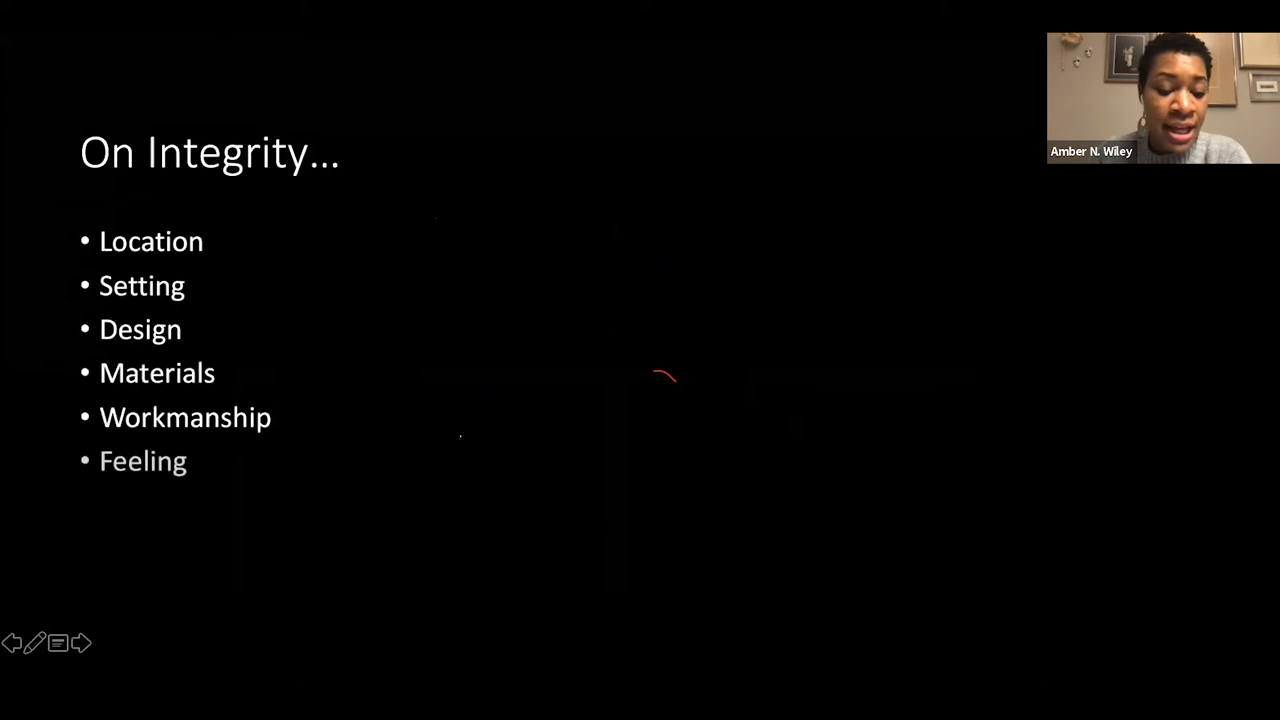 Amber N. Wiley
On Integrity...
• Location
• Setting
• Design
• Materials
• Workmanship
• Feeling